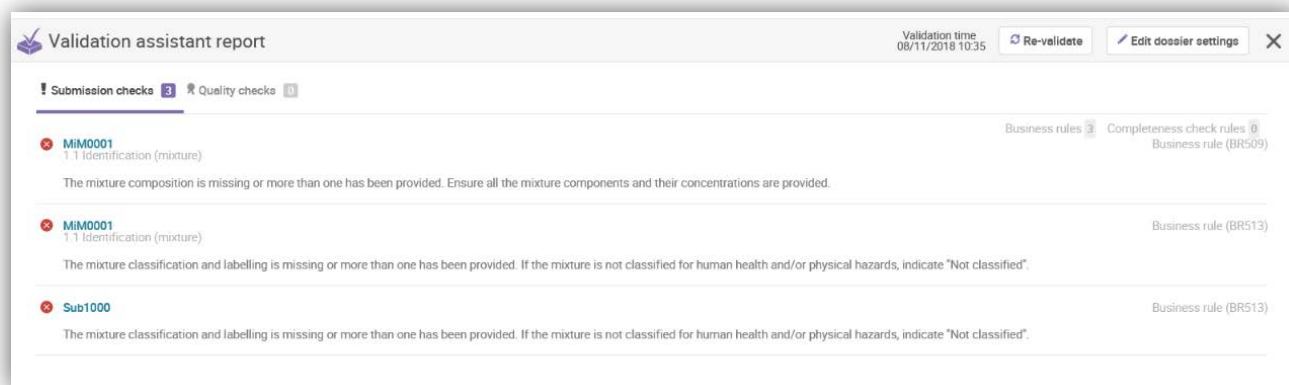 Validation assistant report
Validation time
08/11/2018 10:35
Re-validate
Edit dossier settings
Submission checks 3
Quality checks 0
Business rules 3 Completeness check rules 0
MiM0001
Business rule (BR509)
1.1 Identification (mixture)
The mixture composition is missing or more than one has been provided. Ensure all the mixture components and their concentrations are provided.
MiM0001
Business rule (BR513)
1.1 Identification (mixture)
The mixture classification and labelling is missing or more than one has been provided. If the mixture is not classified for human health and/or physical hazards, indicate "Not classified".
Sub1000
Business rule (BR513)
The mixture classification and labelling is missing or more than one has been provided. If the mixture is not classified for human health and/or physical hazards, indicate "Not classified".